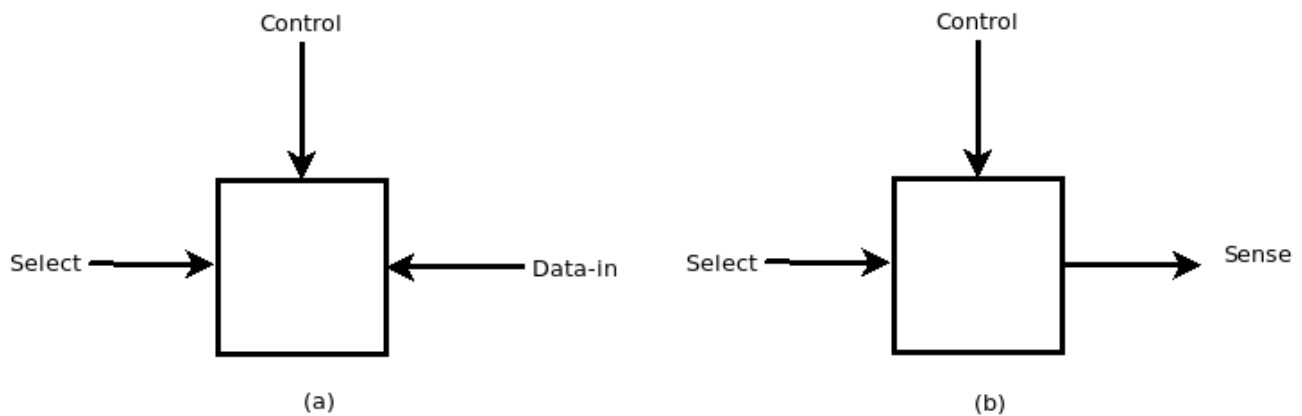 Control
Select
Data-in
(a)
Control
Select
Sense
(b)